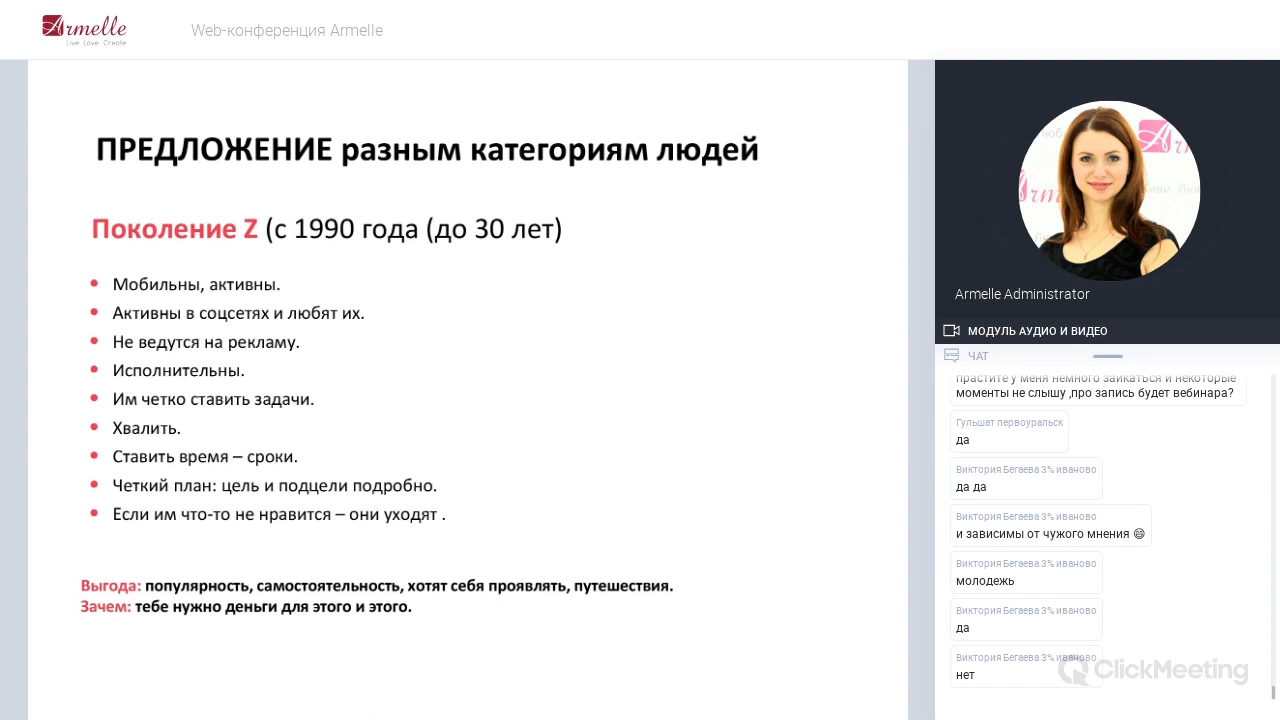 Armelle
Live Love Create
Web-конференция Armelle
ПРЕДЛОЖЕНИЕ разным категориям людей
Поколение Z (с 1990 года (до 30 лет)
Мобильны, активны.
Активны в соцсетях и любят их.
Не ведутся на рекламу.
Исполнительны.
Им четко ставить задачи.
Хвалить.
Ставить время – сроки.
Четкий план: цель и подцели подробно.
Если им что-то не нравится – они уходят .
Выгода: популярность, самостоятельность, хотят себя проявлять, путешествия.
Зачем: тебе нужно деньги для этого и этого.
Armelle Administrator
МОДУЛЬ АУДИО И ВИДЕО
ЧАТ
прастите у меня немного заикаться и некоторые
моменты не слышу ,про запись будет вебинара?
Гульшат первоуральск
да
Виктория Бегаева 3% иваново
да да
Виктория Бегаева 3% иваново
и зависимы от чужого мнения 😄
Виктория Бегаева 3% иваново
молодежь
Виктория Бегаева 3% иваново
да
Виктория Бегаева 3% иваново
нет
ClickMeeting